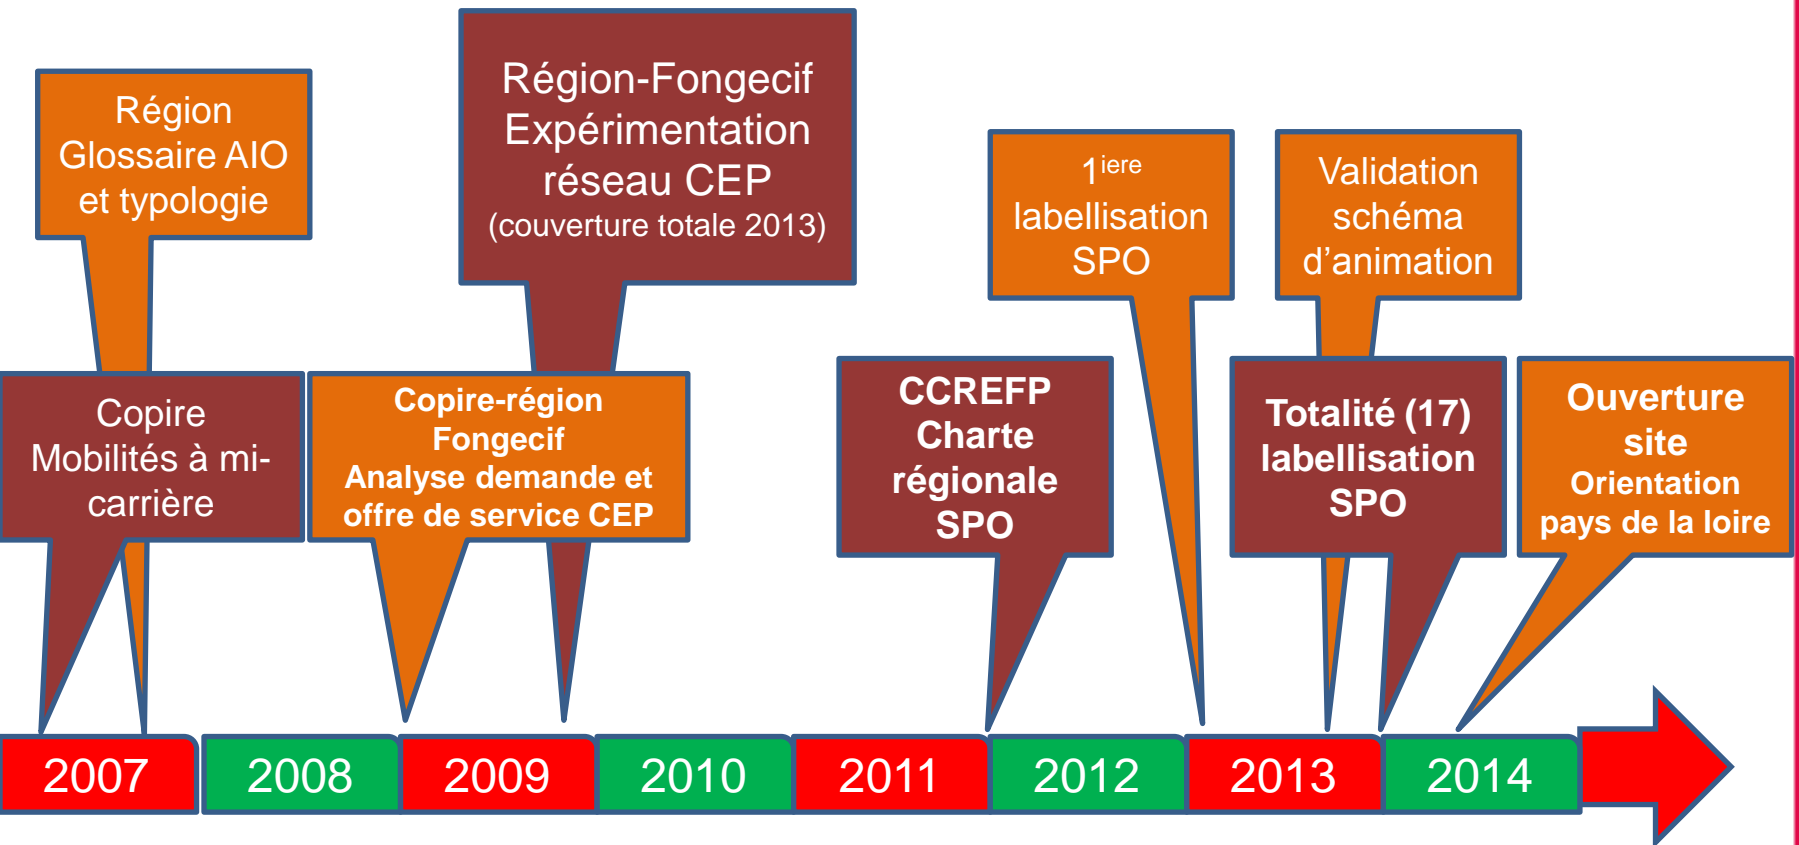 Région
Glossaire AIO
et typologie
Région-Fongecif
Expérimentation
réseau CEP
(couverture totale 2013)
1iere
labellisation
SPO
Validation
schéma
d’animation
Copire
Mobilités à mi-
carrière
Copire-région
Fongecif
Analyse demande et
offre de service CEP
CCREFP
Charte
régionale
SPO
Totalité (17)
labellisation
SPO
Ouverture
site
Orientation
pays de la loire
2007
2008
2009
2010
2011
2012
2013
2014